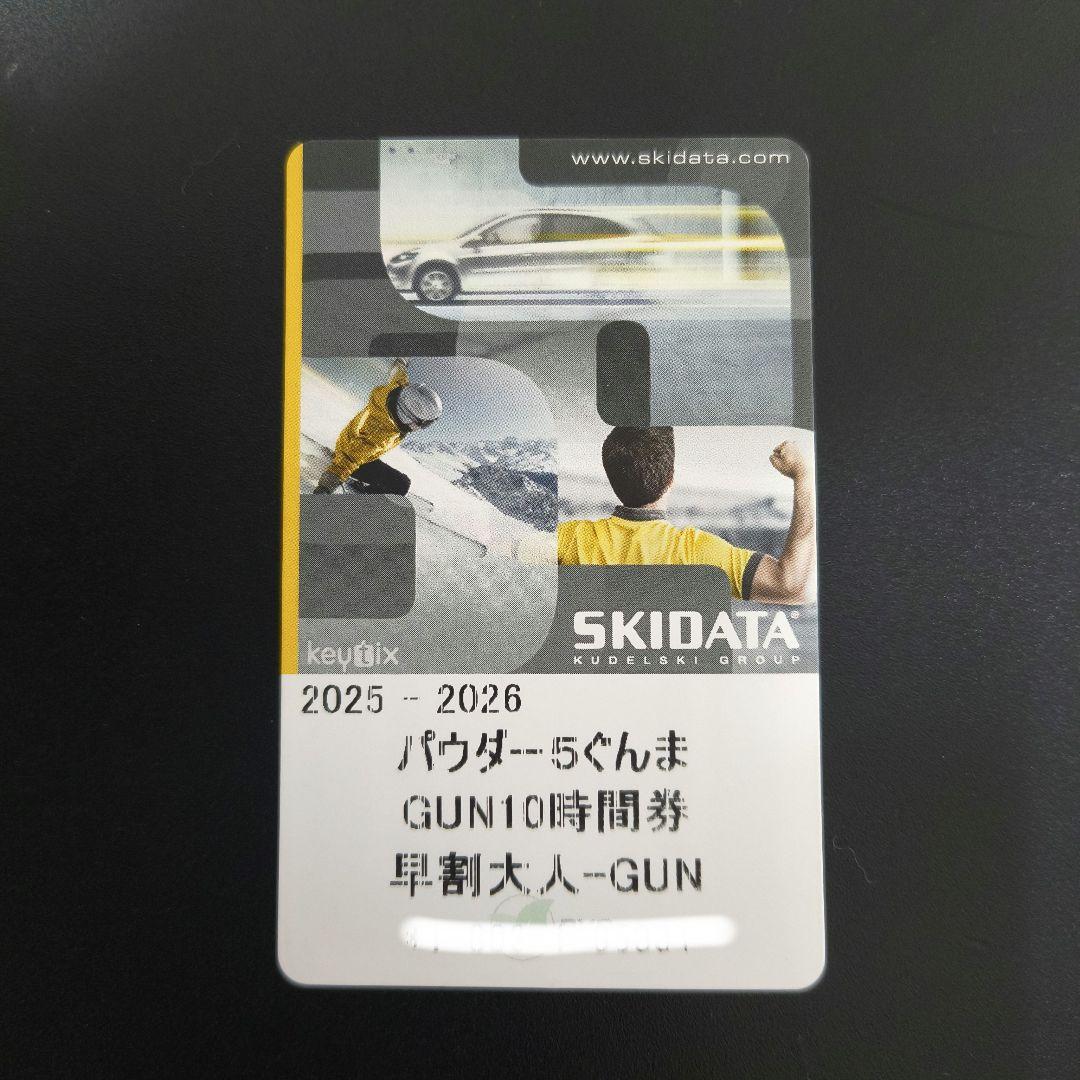 www.skidata.com
keytix
SKIDATA®
KUDELSKI GROUP
2025 - 2026
パウダー5ぐんま
GUN10時間券
早割大人-GUN